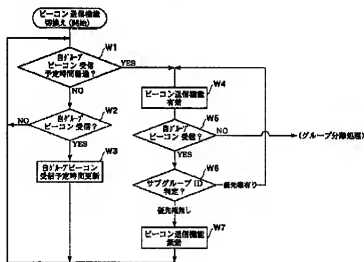 ビーコン送信機能
切換え(開始)
W1
自グループ
ビーコン受信
予定時間経過?
YES
NO
W2
自グループ
ビーコン受信?
NO
YES
W3
自グループビーコン
受信予定時間更新
W4
ビーコン送信機能
有効
W5
自グループ
ビーコン受信?
NO
(グループ分離処理)
YES
W6
サブグループID
判定?
優先権有り
優先権無し
W7
ビーコン送信機能
無効